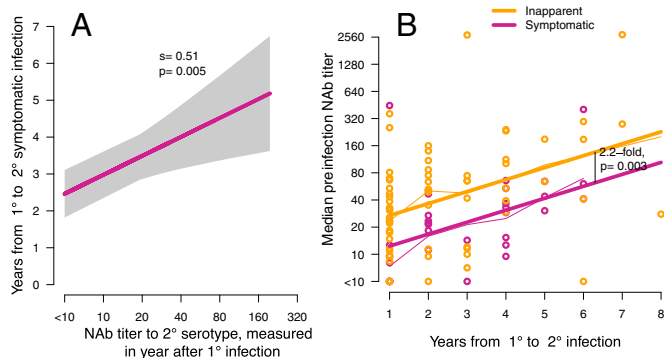 A
Years from 1° to 2° symptomatic infection
7
6
5
4
3
2
1
0
s= 0.51
p= 0.005
<10 10 20 40 80 160 320
NAb titer to 2° serotype, measured
in year after 1° infection
B
Inapparent
Symptomatic
Median preinfection NAb titer
2560
1280
640
320
160
80
40
20
10
<10
2.2–fold,
p= 0.003
1 2 3 4 5 6 7 8
Years from 1° to 2° infection